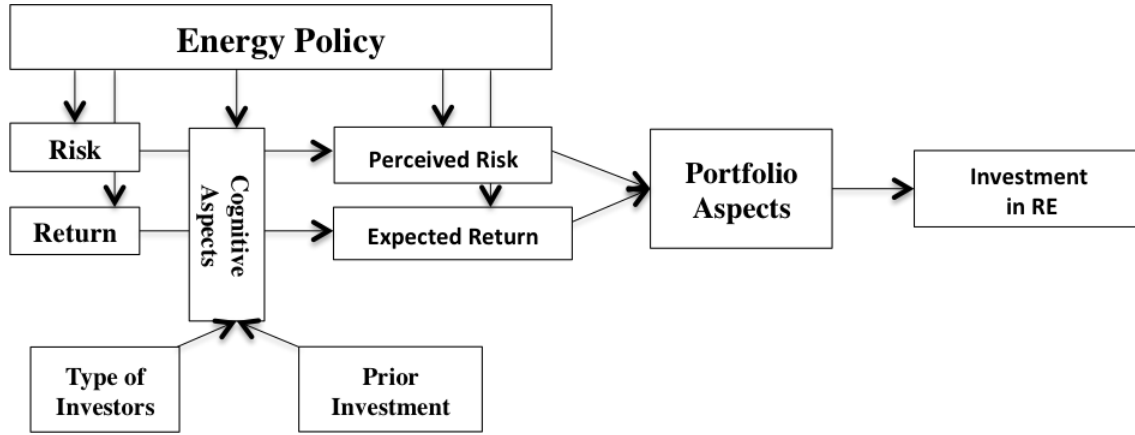 Energy Policy
Risk
Return
Cognitive
Aspects
Perceived Risk
Expected Return
Portfolio
Aspects
Investment
in RE
Type of
Investors
Prior
Investment